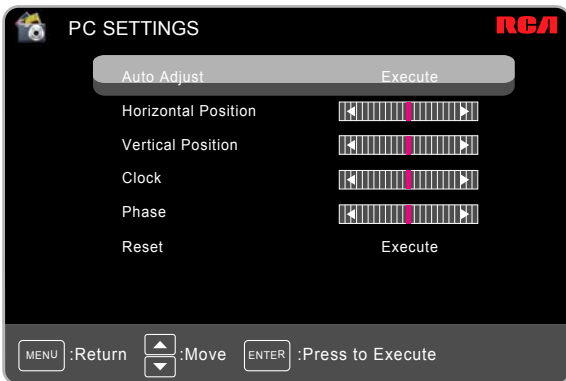 PC SETTINGS RCA
Auto Adjust Execute
Horizontal Position
Vertical Position
Clock
Phase
Reset Execute
MENU :Return :Move ENTER :Press to Execute